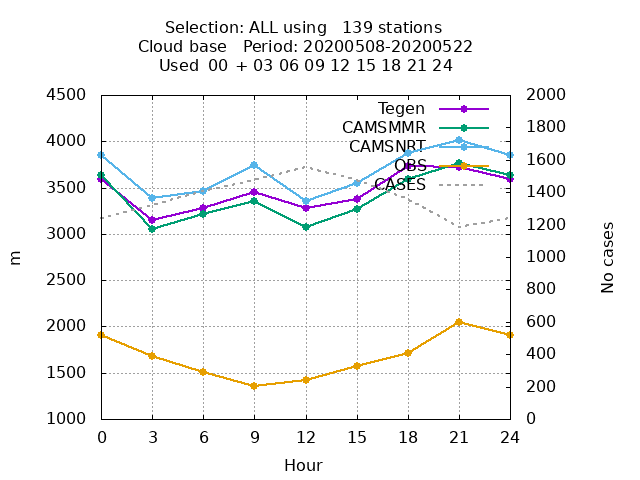 Selection: ALL using   139 stations
Cloud base   Period: 20200508-20200522
Used  00 + 03 06 09 12 15 18 21 24
4500
4000
3500
3000
2500
2000
1500
1000
m
2000
1800
1600
1400
1200
1000
800
600
400
200
0
No cases
Tegen
CAMSMMR
CAMSNRT
OBS
CASES
0 3 6 9 12 15 18 21 24
Hour